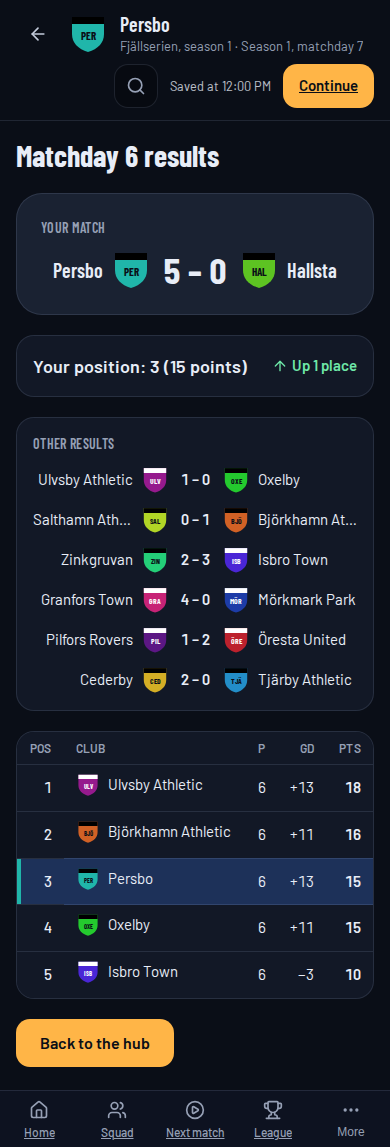 Persbo
PER
Fjällserien, season 1 · Season 1, matchday 7
Saved at 12:00 PM
Continue
Matchday 6 results
YOUR MATCH
Persbo PER 5 – 0 HAL Hallsta
Your position: 3 (15 points) ↑ Up 1 place
OTHER RESULTS
Ulvsby Athletic ULV 1 – 0 OXE Oxelby
Salthamn Ath... SAL 0 – 1 BJÖ Björkhamn At...
Zinkgruvan ZIN 2 – 3 ISB Isbro Town
Granfors Town GRA 4 – 0 MÖR Mörkmark Park
Pilfors Rovers PIL 1 – 2 ÖRE Öresta United
Cederby CED 2 – 0 TJÄ Tjärby Athletic
POS CLUB P GD PTS
1 ULV Ulvsby Athletic 6 +13 18
2 BJÖ Björkhamn Athletic 6 +11 16
3 PER Persbo 6 +13 15
4 OXE Oxelby 6 +11 15
5 ISB Isbro Town 6 −3 10
Back to the hub
Home Squad Next match League More